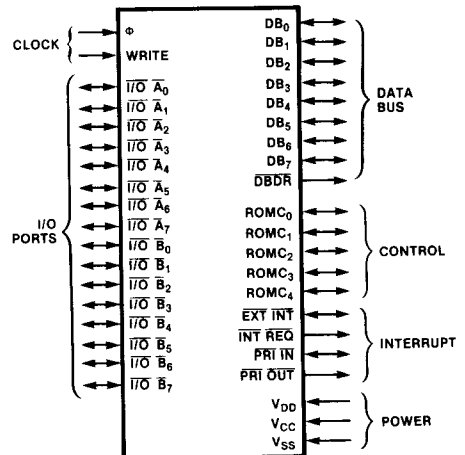 CLOCK
Φ
WRITE
I/O PORTS
I/O A0
I/O A1
I/O A2
I/O A3
I/O A4
I/O A5
I/O A6
I/O A7
I/O B0
I/O B1
I/O B2
I/O B3
I/O B4
I/O B5
I/O B6
I/O B7
DB0
DB1
DB2
DB3
DB4
DB5
DB6
DB7
DBDR
DATA
BUS
ROMC0
ROMC1
ROMC2
ROMC3
ROMC4
CONTROL
EXT INT
INT REQ
PRI IN
PRI OUT
INTERRUPT
VDD
VCC
VSS
POWER